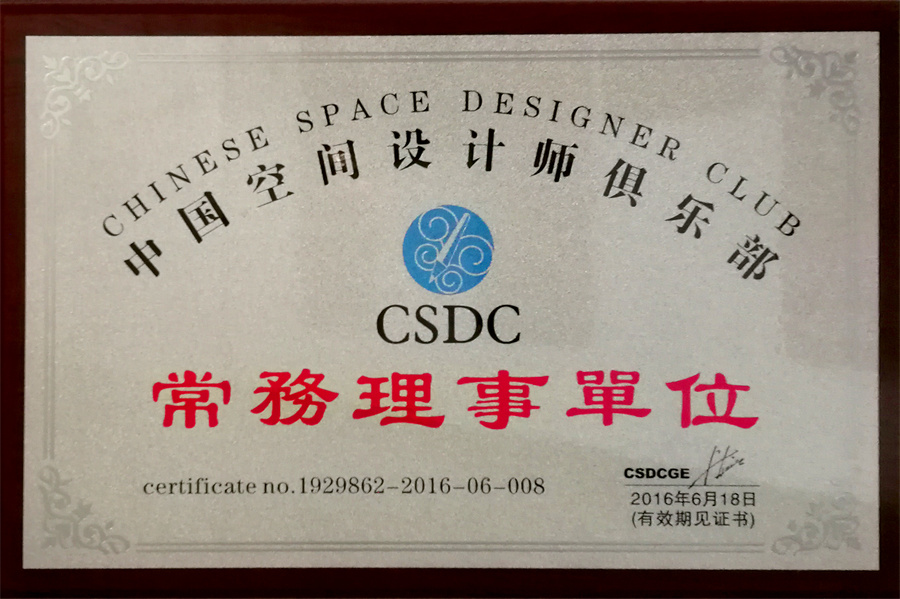 CHINESE SPACE DESIGNER CLUB
中国空间设计师俱乐部
CSDC
常務理事單位
certificate no.1929862-2016-06-008
CSDCGE
2016年6月18日
(有效期见证书)